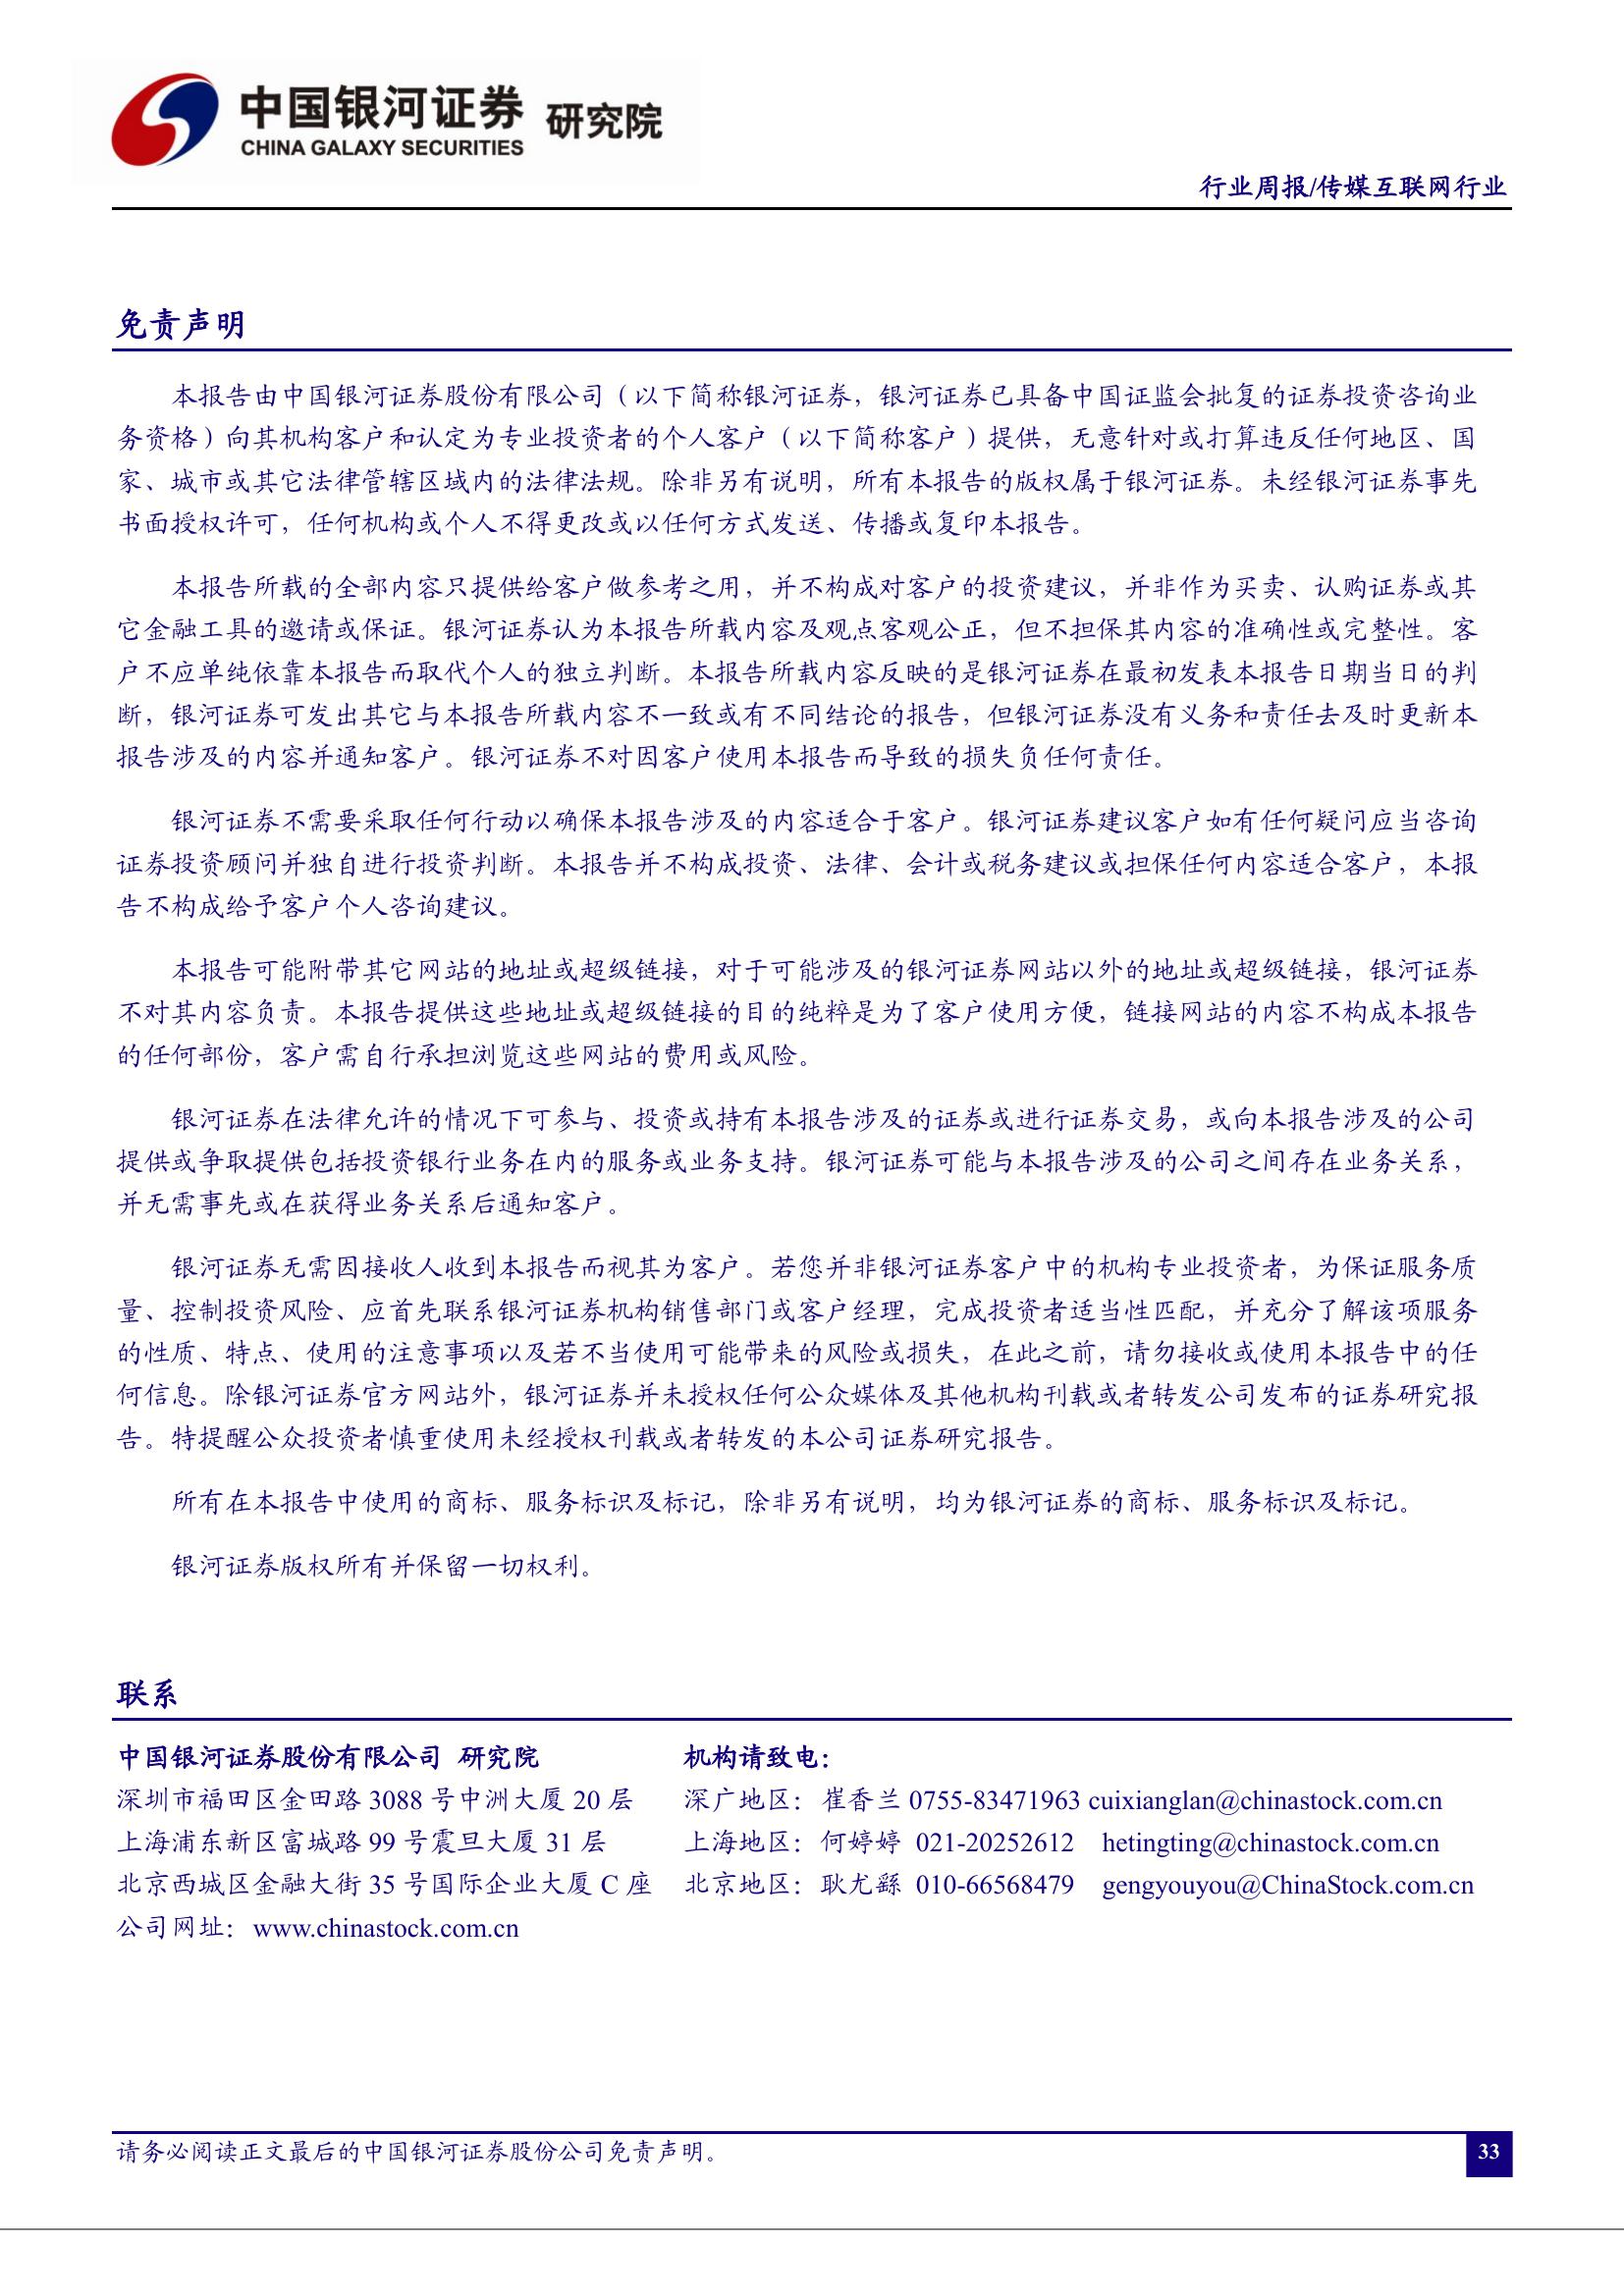 中国银河证券 研究院
CHINA GALAXY SECURITIES
行业周报/传媒互联网行业
免责声明
本报告由中国银河证券股份有限公司（以下简称银河证券，银河证券已具备中国证监会批复的证券投资咨询业
务资格）向其机构客户和认定为专业投资者的个人客户（以下简称客户）提供，无意针对或打算违反任何地区、国
家、城市或其它法律管辖区域内的法律法规。除非另有说明，所有本报告的版权属于银河证券。未经银河证券事先
书面授权许可，任何机构或个人不得更改或以任何方式发送、传播或复印本报告。
本报告所载的全部内容只提供给客户做参考之用，并不构成对客户的投资建议，并非作为买卖、认购证券或其
它金融工具的邀请或保证。银河证券认为本报告所载内容及观点客观公正，但不担保其内容的准确性或完整性。客
户不应单纯依靠本报告而取代个人的独立判断。本报告所载内容反映的是银河证券在最初发表本报告日期当日的判
断，银河证券可发出其它与本报告所载内容不一致或有不同结论的报告，但银河证券没有义务和责任去及时更新本
报告涉及的内容并通知客户。银河证券不对因客户使用本报告而导致的损失负任何责任。
银河证券不需要采取任何行动以确保本报告涉及的内容适合于客户。银河证券建议客户如有任何疑问应当咨询
证券投资顾问并独自进行投资判断。本报告并不构成投资、法律、会计或税务建议或担保任何内容适合客户，本报
告不构成给予客户个人咨询建议。
本报告可能附带其它网站的地址或超级链接，对于可能涉及的银河证券网站以外的地址或超级链接，银河证券
不对其内容负责。本报告提供这些地址或超级链接的目的纯粹是为了客户使用方便，链接网站的内容不构成本报告
的任何部份，客户需自行承担浏览这些网站的费用或风险。
银河证券在法律允许的情况下可参与、投资或持有本报告涉及的证券或进行证券交易，或向本报告涉及的公司
提供或争取提供包括投资银行业务在内的服务或业务支持。银河证券可能与本报告涉及的公司之间存在业务关系，
并无需事先或在获得业务关系后通知客户。
银河证券无需因接收人收到本报告而视其为客户。若您并非银河证券客户中的机构专业投资者，为保证服务质
量、控制投资风险、应首先联系银河证券机构销售部门或客户经理，完成投资者适当性匹配，并充分了解该项服务
的性质、特点、使用的注意事项以及若不当使用可能带来的风险或损失，在此之前，请勿接收或使用本报告中的任
何信息。除银河证券官方网站外，银河证券并未授权任何公众媒体及其他机构刊载或者转发公司发布的证券研究报
告。特提醒公众投资者慎重使用未经授权刊载或者转发的本公司证券研究报告。
所有在本报告中使用的商标、服务标识及标记，除非另有说明，均为银河证券的商标、服务标识及标记。
银河证券版权所有并保留一切权利。
联系
中国银河证券股份有限公司 研究院 机构请致电：
深圳市福田区金田路 3088 号中洲大厦 20 层 深广地区：崔香兰 0755-83471963 cuixianglan@chinastock.com.cn
上海浦东新区富城路 99 号震旦大厦 31 层 上海地区：何婷婷 021-20252612 hetingting@chinastock.com.cn
北京西城区金融大街 35 号国际企业大厦 C 座 北京地区：耿尤繇 010-66568479 gengyouyou@ChinaStock.com.cn
公司网址：www.chinastock.com.cn
请务必阅读正文最后的中国银河证券股份公司免责声明。 33